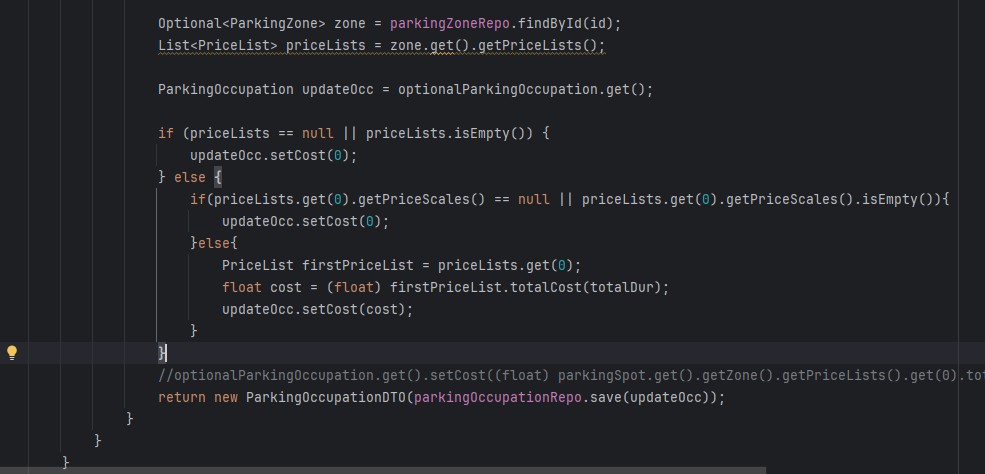 Optional<ParkingZone> zone = parkingZoneRepo.findById(id);
List<PriceList> priceLists = zone.get().getPriceLists();
ParkingOccupation updateOcc = optionalParkingOccupation.get();
if (priceLists == null || priceLists.isEmpty()) {
updateOcc.setCost(0);
} else {
if(priceLists.get(0).getPriceScales() == null || priceLists.get(0).getPriceScales().isEmpty()){
updateOcc.setCost(0);
}else{
PriceList firstPriceList = priceLists.get(0);
float cost = (float) firstPriceList.totalCost(totalDur);
updateOcc.setCost(cost);
}
}
//optionalParkingOccupation.get().setCost((float) parkingSpot.get().getZone().getPriceLists().get(0).tot
return new ParkingOccupationDTO(parkingOccupationRepo.save(updateOcc));
}
}
}